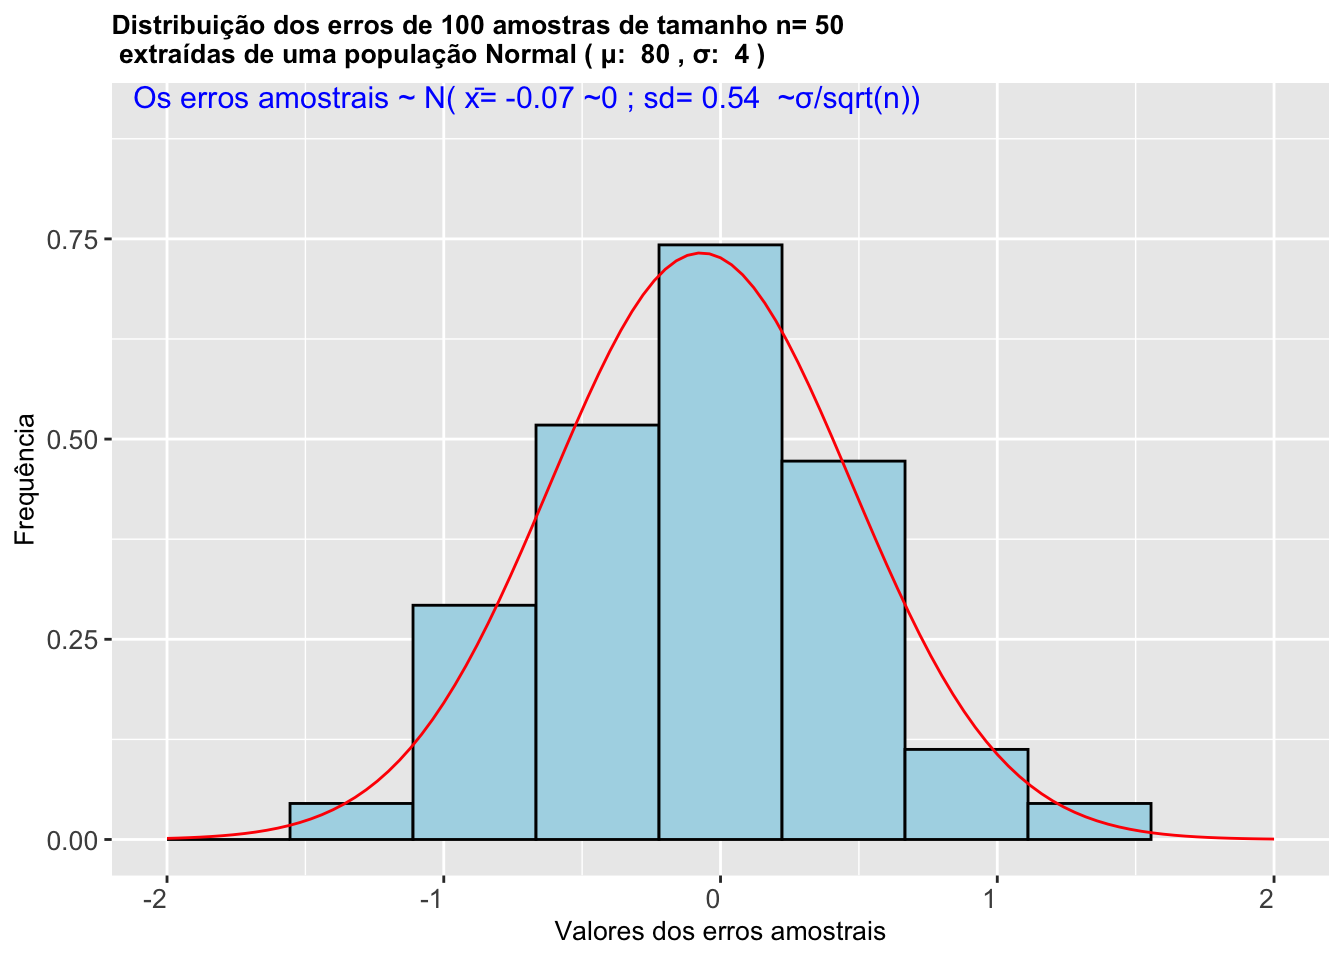 Distribuição dos erros de 100 amostras de tamanho n= 50
extraídas de uma população Normal ( μ:  80 , σ:  4 )
Os erros amostrais ~ N( x̄= -0.07 ~0 ; sd= 0.54  ~σ/sqrt(n))
0.75
0.50
0.25
0.00
Frequência
-2
-1
0
1
2
Valores dos erros amostrais